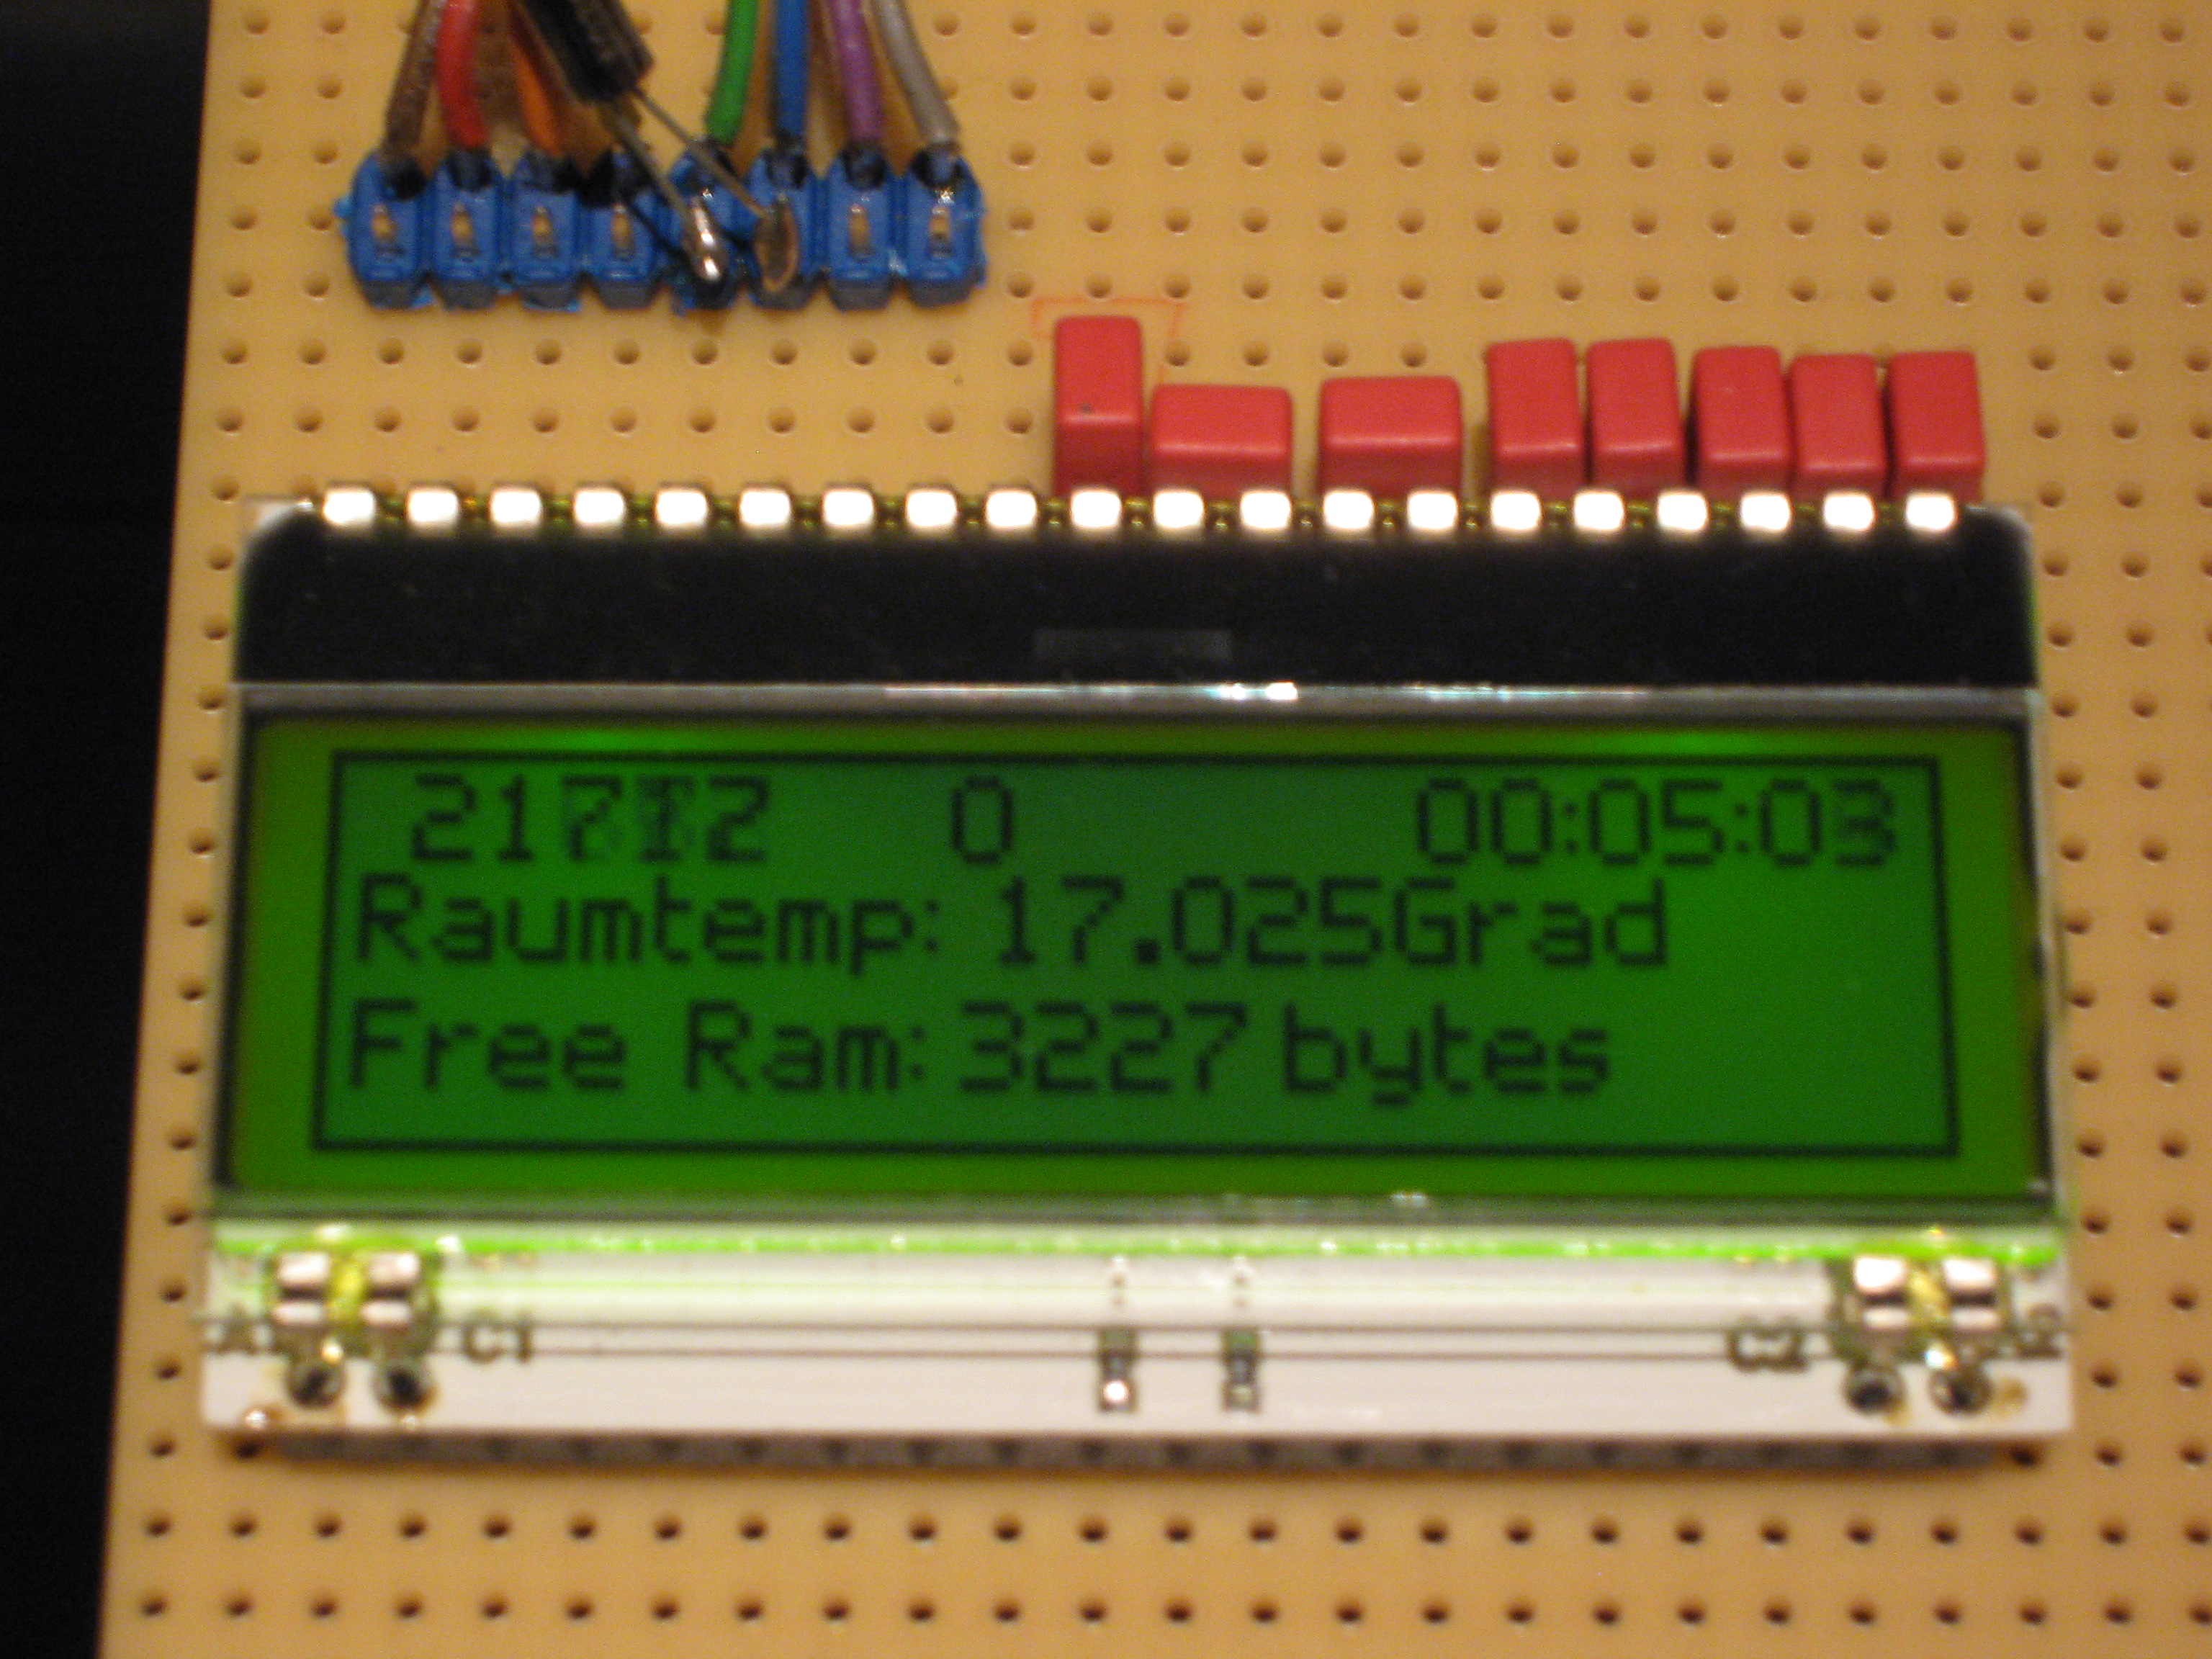 0 00:05:03
Raumtemp: 17.025Grad
Free Ram: 3227 bytes
C1
C2